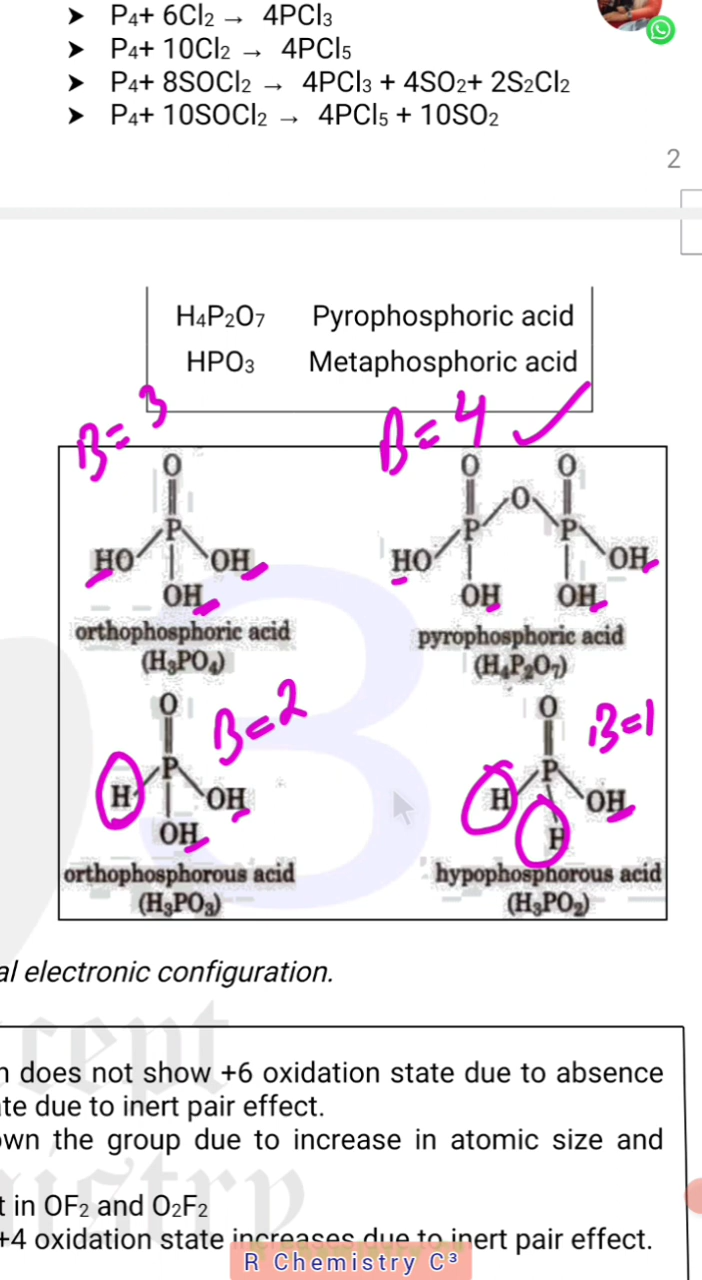 ➤ P₄+ 6Cl₂ → 4PCl₃
➤ P₄+ 10Cl₂ → 4PCl₅
➤ P₄+ 8SOCl₂ → 4PCl₃ + 4SO₂+ 2S₂Cl₂
➤ P₄+ 10SOCl₂ → 4PCl₅ + 10SO₂
2
H₄P₂O₇ Pyrophosphoric acid
HPO₃ Metaphosphoric acid
B= 3 B= 4
O O O
P P O P
HO OH HO OH
OH OH OH
orthophosphoric acid pyrophosphoric acid
(H₃PO₄) (H₄P₂O₇)
O B=2 O B=1
P P
H OH H OH
OH H
orthophosphorous acid hypophosphorous acid
(H₃PO₃) (H₃PO₂)
al electronic configuration.
n does not show +6 oxidation state due to absence
te due to inert pair effect.
wn the group due to increase in atomic size and
t in OF₂ and O₂F₂
+4 oxidation state increases due to inert pair effect.
R Chemistry C³